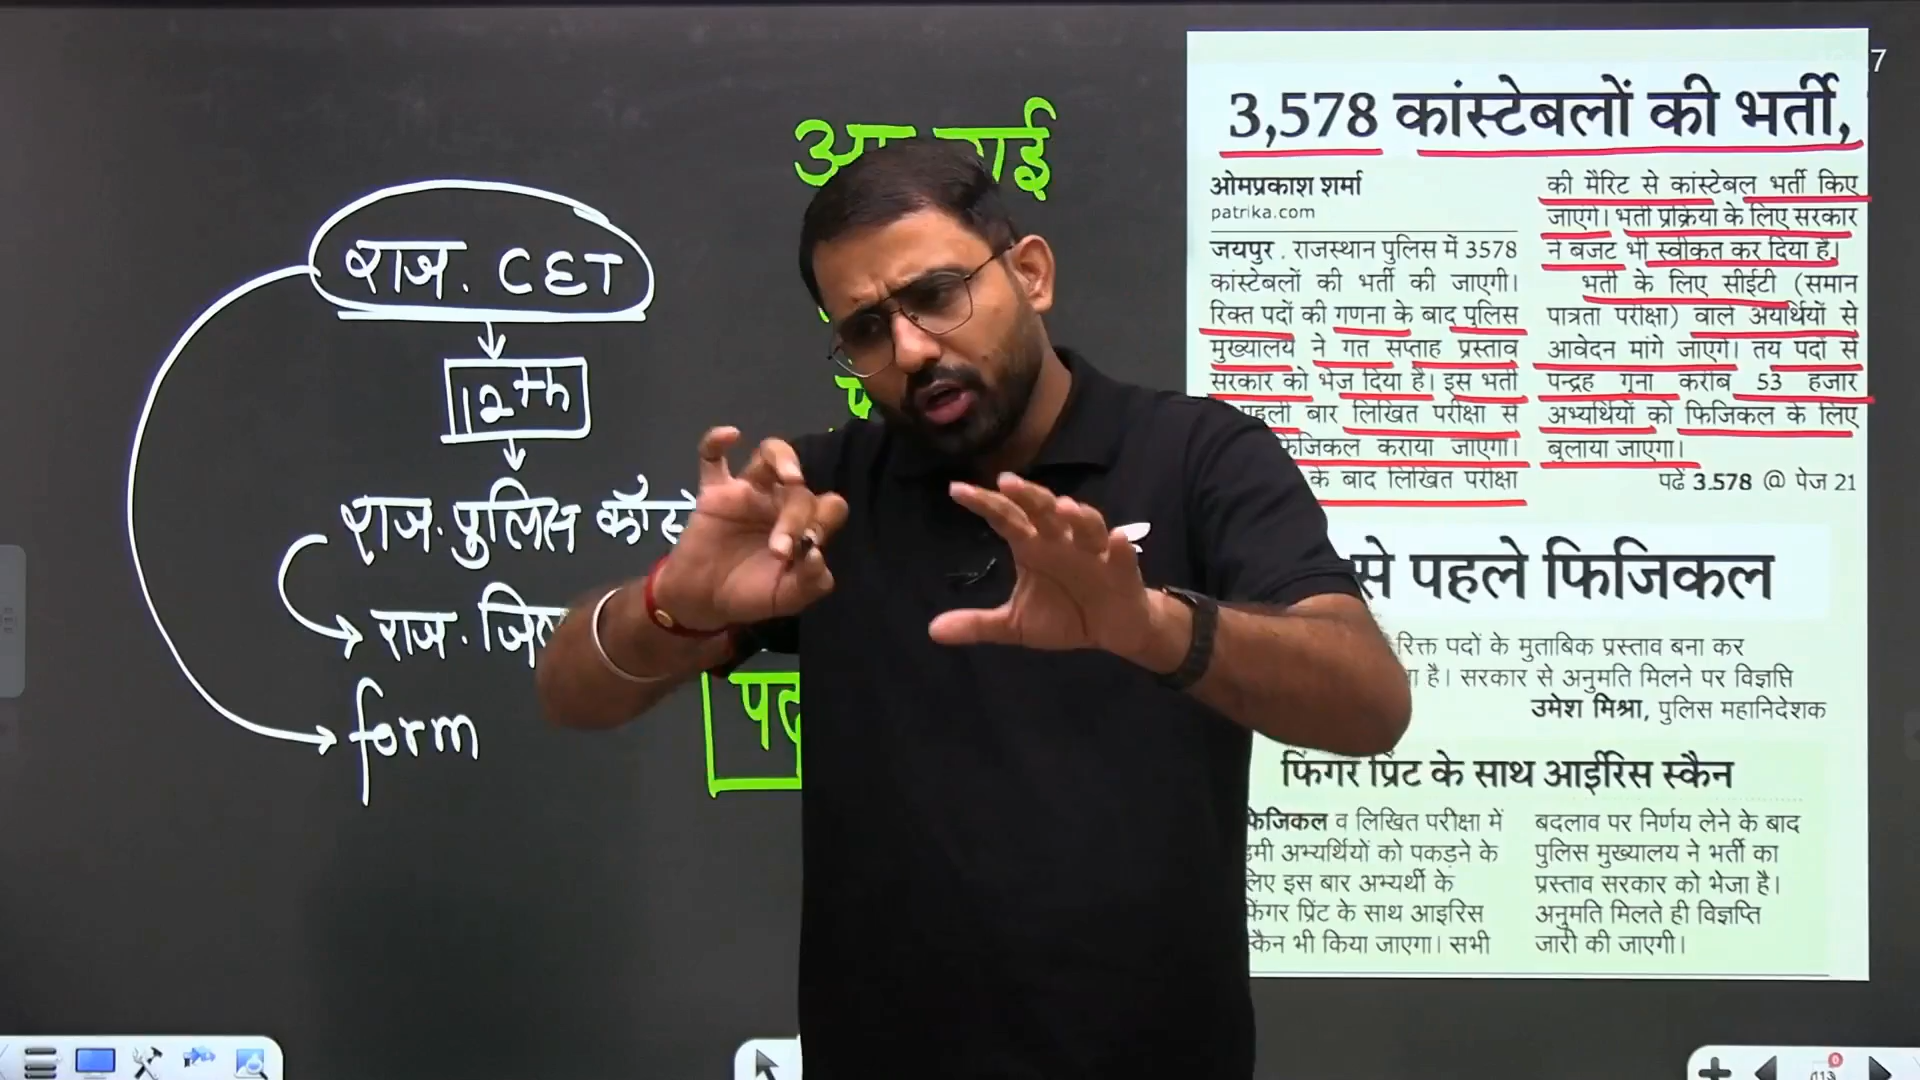 राज. CET
12th
राज. पुलिस
राज.
form
7
3,578 कांस्टेबलों की भर्ती,
ओमप्रकाश शर्मा
patrika.com
जयपुर. राजस्थान पुलिस में 3578
कांस्टेबलों की भर्ती की जाएगी।
रिक्त पदों की गणना के बाद पुलिस
मुख्यालय ने गत सप्ताह प्रस्ताव
सरकार को भेज दिया है। इस भर्ती
बार लिखित परीक्षा से
कराया जाएगा।
के बाद लिखित परीक्षा
की मैरिट से कांस्टेबल भर्ती किए
जाएंगे। भर्ती प्रक्रिया के लिए सरकार
ने बजट भी स्वीकृत कर दिया है।
भर्ती के लिए सीईटी (समान
पात्रता परीक्षा) वाले अयार्थियों से
आवेदन मांगे जाएंगे। तय पदों से
पन्द्रह गुना करीब 53 हजार
अभ्यर्थियों को फिजिकल के लिए
बुलाया जाएगा।
पढें 3.578 @ पेज 21
से पहले फिजिकल
रिक्त पदों के मुताबिक प्रस्ताव बना कर
है। सरकार से अनुमति मिलने पर विज्ञप्ति
उमेश मिश्रा, पुलिस महानिदेशक
फिंगर प्रिंट के साथ आईरिस स्कैन
व लिखित परीक्षा में
अभ्यर्थियों को पकड़ने के
लिए इस बार अभ्यर्थी के
फिंगर प्रिंट के साथ आइरिस
स्कैन भी किया जाएगा। सभी
बदलाव पर निर्णय लेने के बाद
पुलिस मुख्यालय ने भर्ती का
प्रस्ताव सरकार को भेजा है।
अनुमति मिलते ही विज्ञप्ति
जारी की जाएगी।